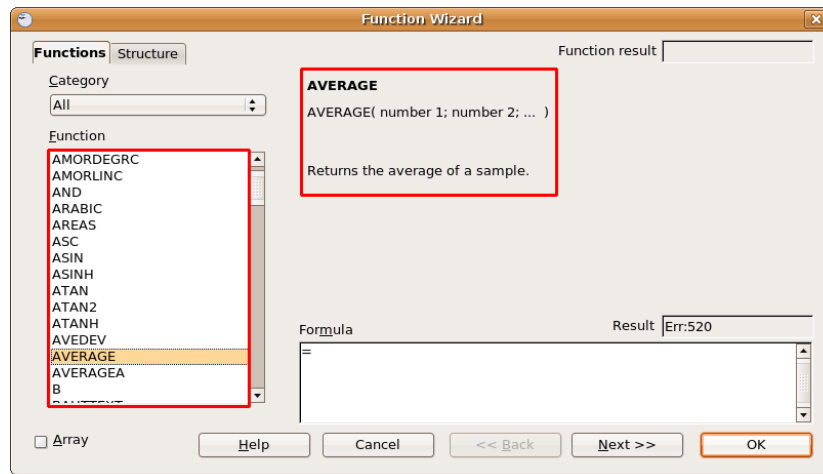 Function Wizard
Functions Structure
Function result
Category
All
Function
AMORDEGRC
AMORLINC
AND
ARABIC
AREAS
ASC
ASIN
ASINH
ATAN
ATAN2
ATANH
AVEDEV
AVERAGE
AVERAGEA
B
AVERAGE
AVERAGE( number 1; number 2; ... )
Returns the average of a sample.
Formula
Result Err:520
=
Array
Help
Cancel
<< Back
Next >>
OK